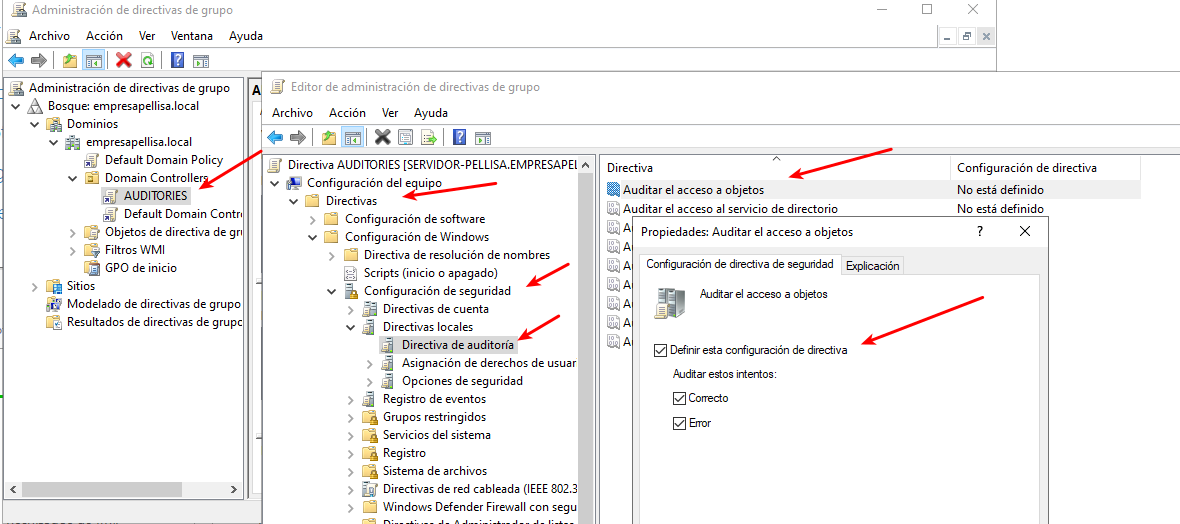 Administración de directivas de grupo
Archivo Acción Ver Ventana Ayuda
Administración de directivas de grupo
Bosque: empresapellisa.local
Dominios
empresapellisa.local
Default Domain Policy
Domain Controllers
AUDITORIES
Default Domain Contro
Objetos de directiva de gru
Filtros WMI
GPO de inicio
Sitios
Modelado de directivas de grupo
Resultados de directivas de grupo
Editor de administración de directivas de grupo
Archivo Acción Ver Ayuda
Directiva AUDITORIES [SERVIDOR-PELLISA.EMPRESAPEL
Configuración del equipo
Directivas
Configuración de software
Configuración de Windows
Directiva de resolución de nombres
Scripts (inicio o apagado)
Configuración de seguridad
Directivas de cuenta
Directivas locales
Directiva de auditoría
Asignación de derechos de usuar
Opciones de seguridad
Registro de eventos
Grupos restringidos
Servicios del sistema
Registro
Sistema de archivos
Directivas de red cableada (IEEE 802.3
Windows Defender Firewall con segu
Directivas de Administrador de listas
Directiva Configuración de directiva
Auditar el acceso a objetos No está definido
Auditar el acceso al servicio de directorio No está definido
Propiedades: Auditar el acceso a objetos ?
Configuración de directiva de seguridad Explicación
Auditar el acceso a objetos
Definir esta configuración de directiva
Auditar estos intentos:
Correcto
Error